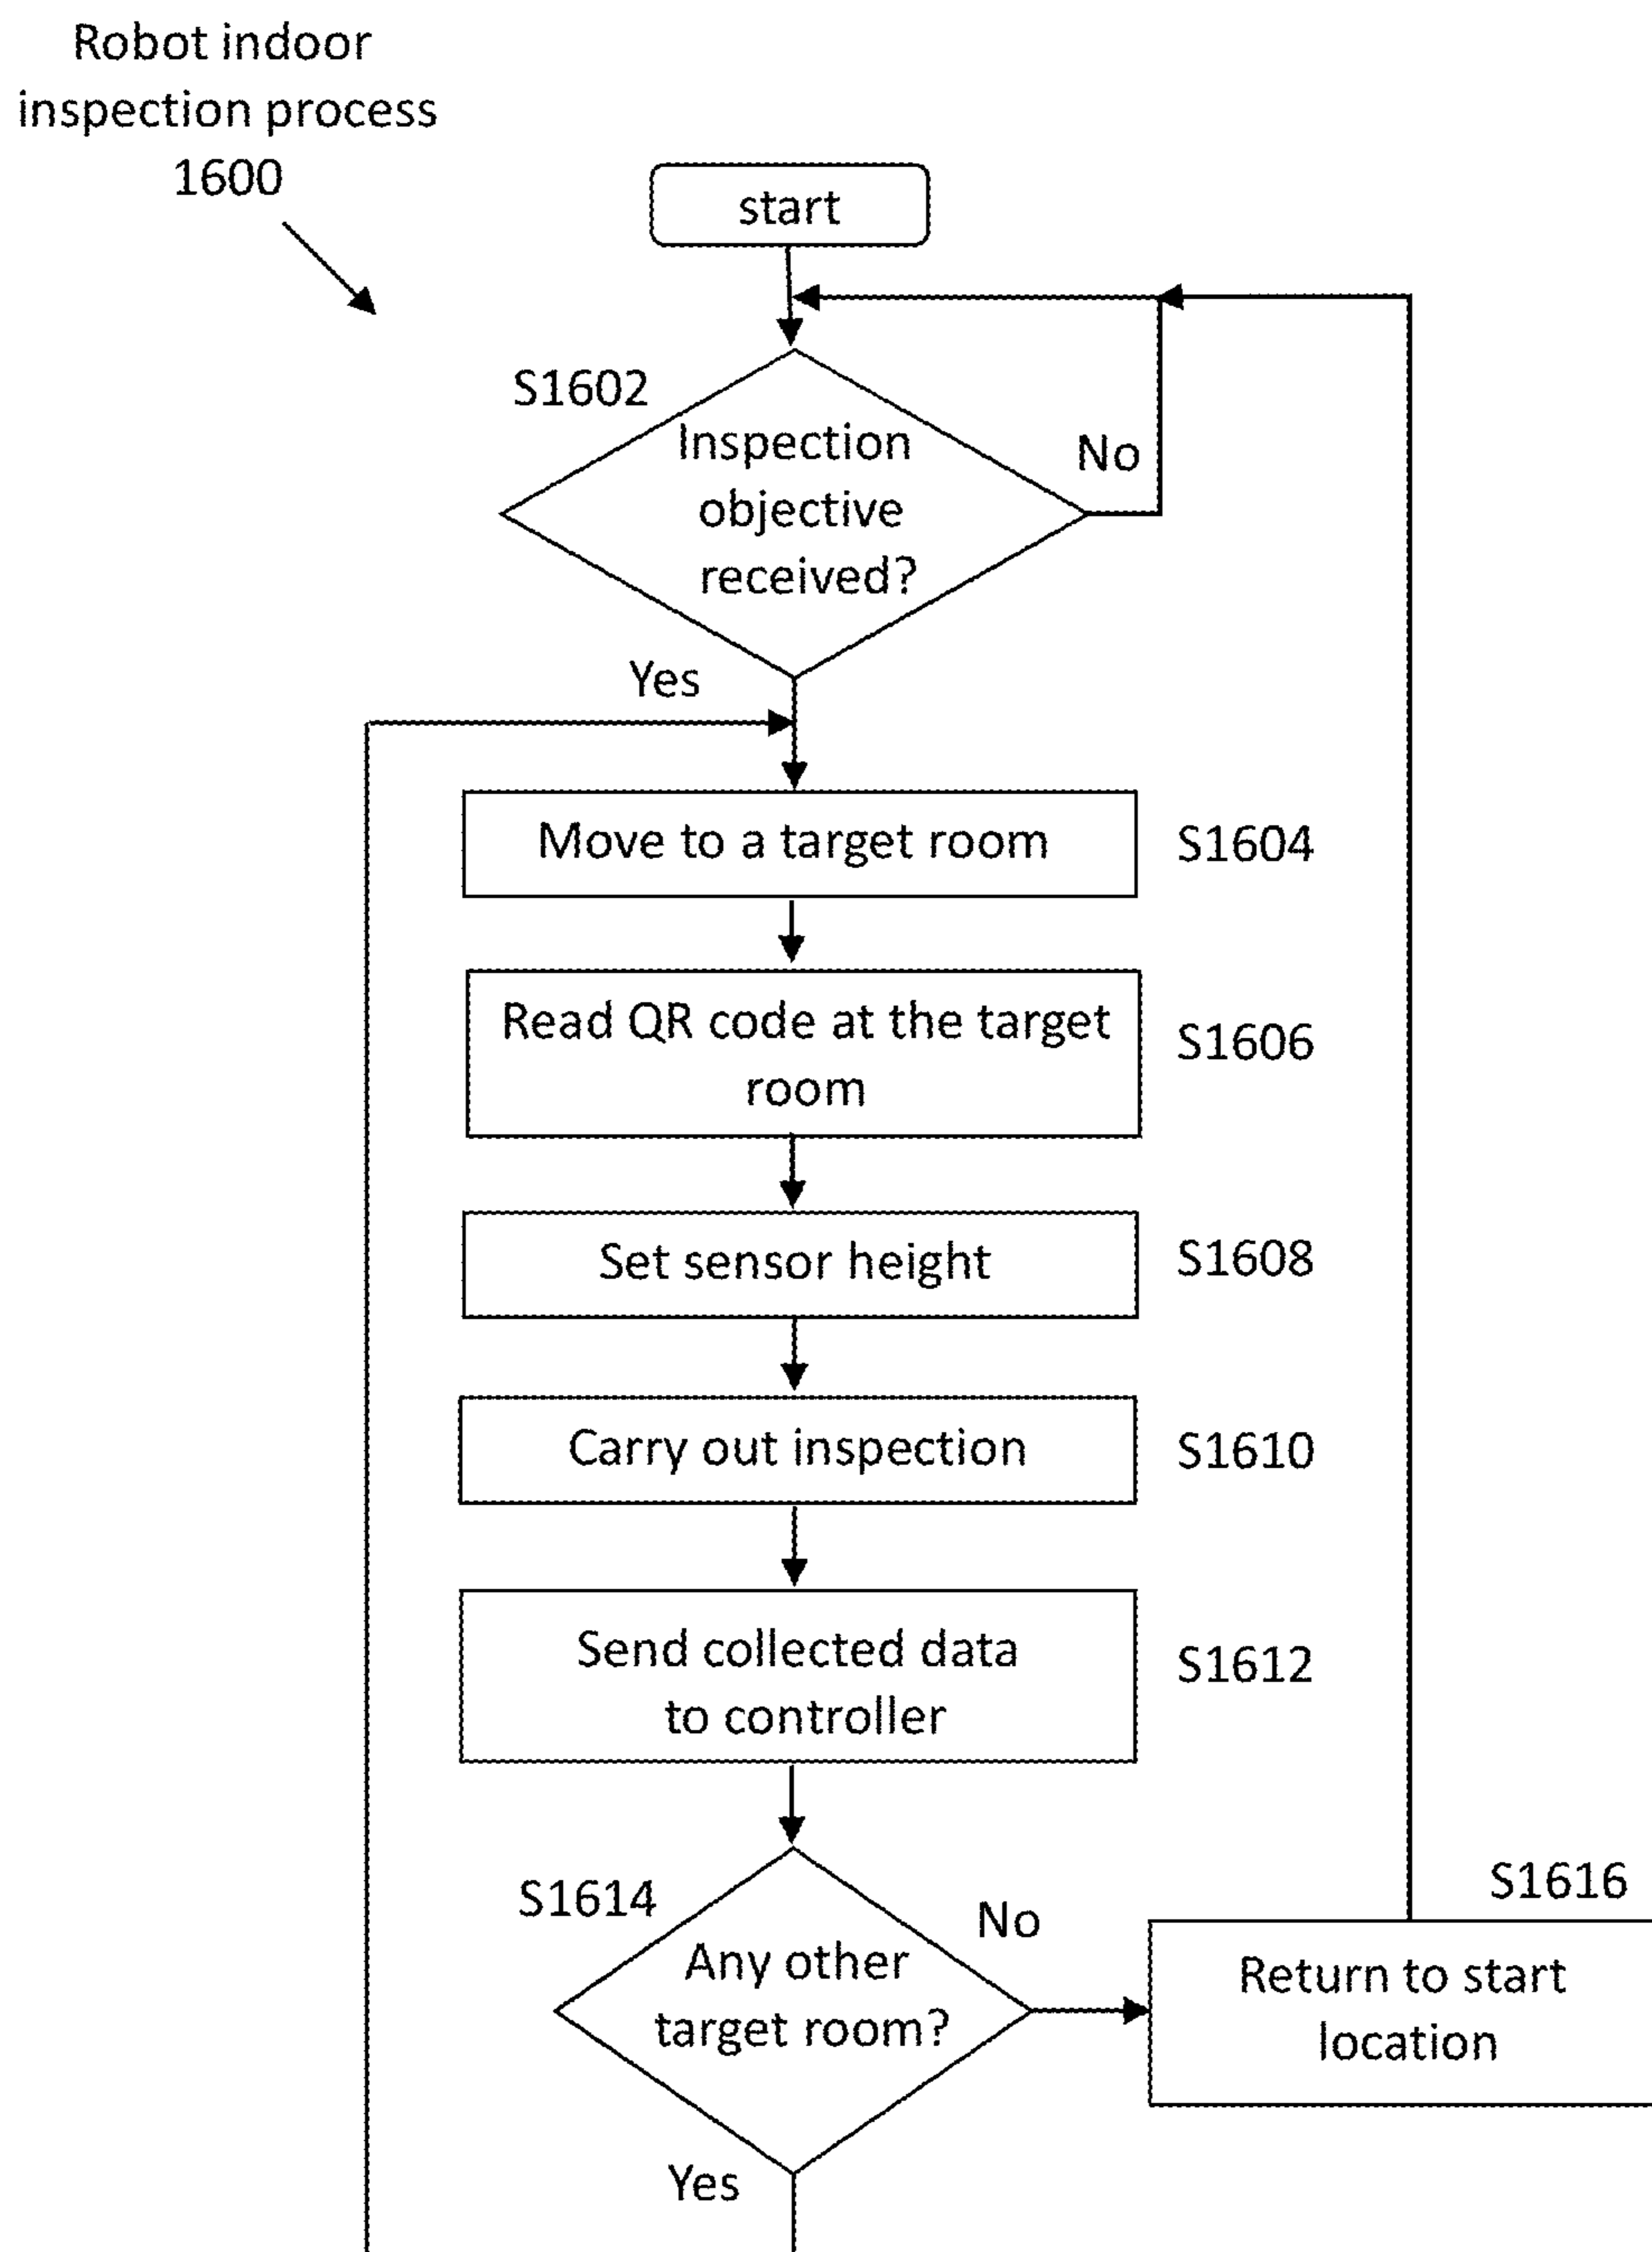 Robot indoor
inspection process
1600
start
S1602
Inspection
objective
received?
No
Yes
Move to a target room
S1604
Read QR code at the target
room
S1606
Set sensor height
S1608
Carry out inspection
S1610
Send collected data
to controller
S1612
S1614
Any other
target room?
No
S1616
Return to start
location
Yes